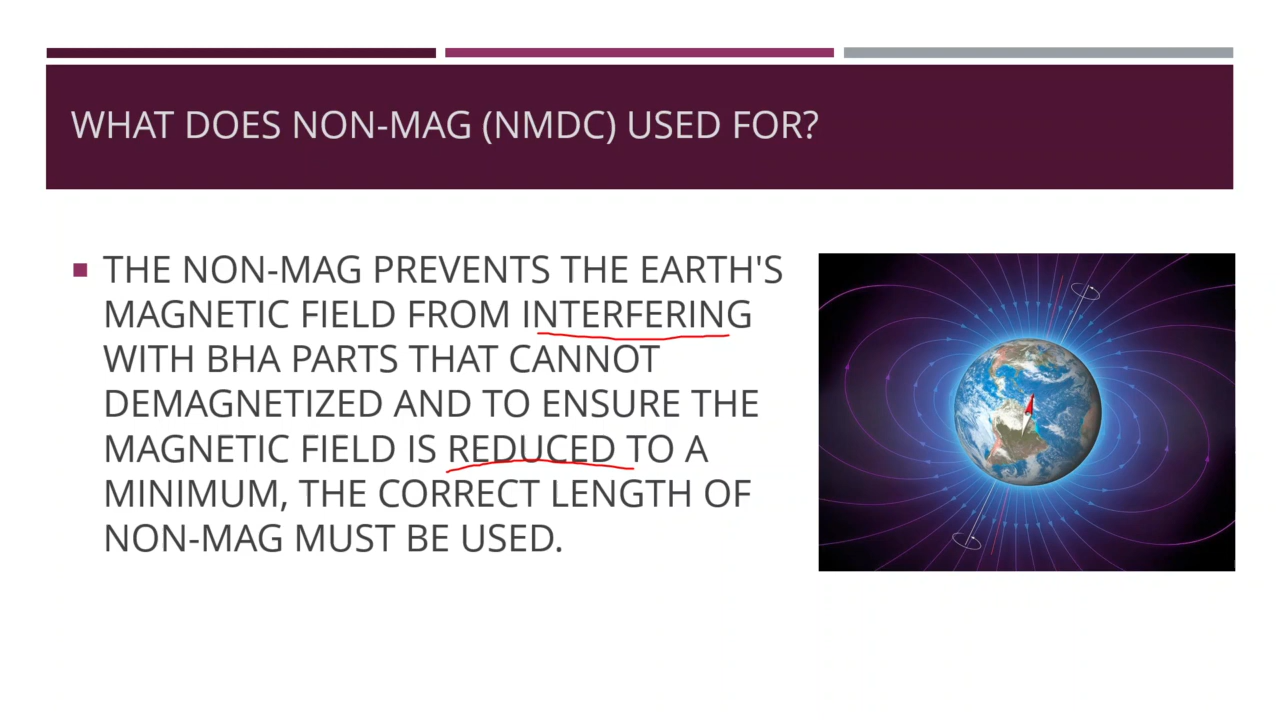 WHAT DOES NON-MAG (NMDC) USED FOR?
THE NON-MAG PREVENTS THE EARTH'S
MAGNETIC FIELD FROM INTERFERING
WITH BHA PARTS THAT CANNOT
DEMAGNETIZED AND TO ENSURE THE
MAGNETIC FIELD IS REDUCED TO A
MINIMUM, THE CORRECT LENGTH OF
NON-MAG MUST BE USED.